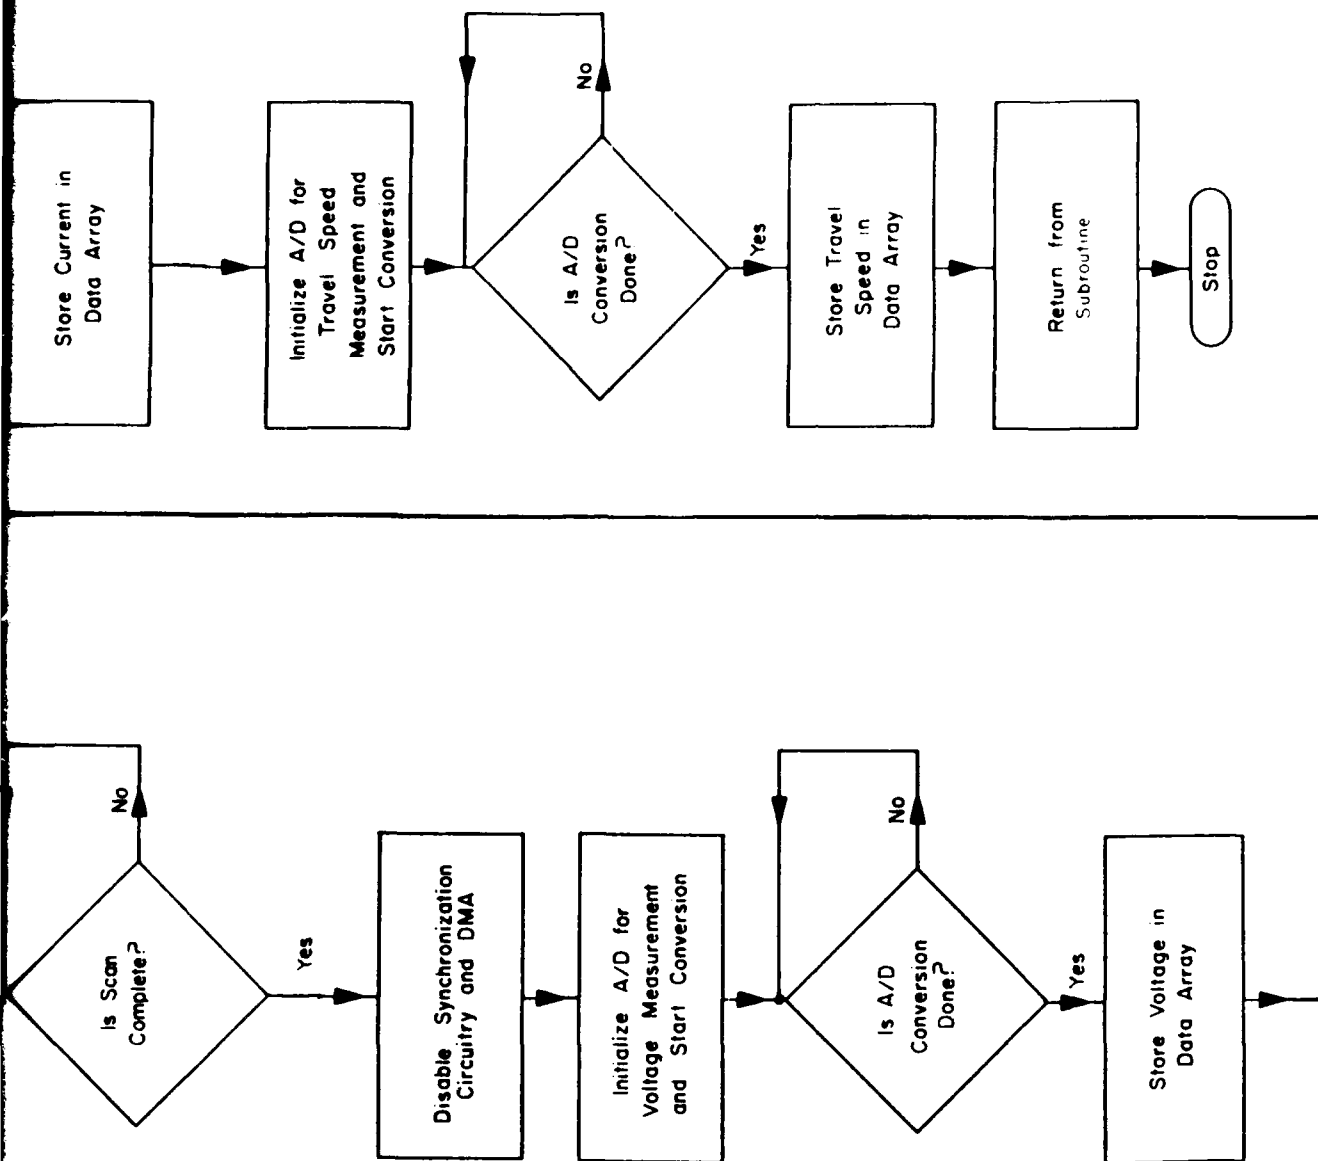 Is Scan
Complete?
No
Yes
Disable Synchronization
Circuitry and DMA
Initialize A/D for
Voltage Measurement
and Start Conversion
Is A/D
Conversion
Done?
No
Yes
Store Voltage in
Data Array
Store Current in
Data Array
Initialize A/D for
Travel Speed
Measurement and
Start Conversion
Is A/D
Conversion
Done?
No
Yes
Store Travel
Speed in
Data Array
Return from
Subroutine
Stop